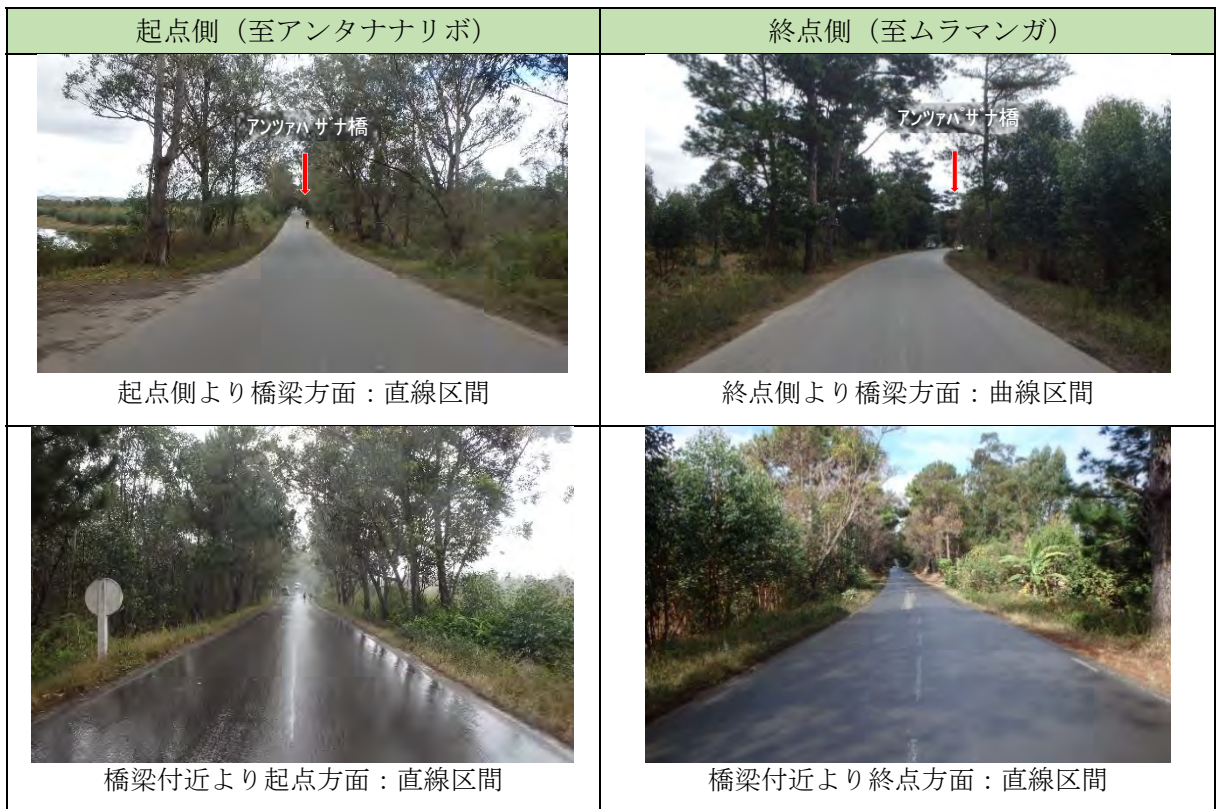 起点側（至アンタナナリボ）
終点側（至ムラマンガ）
アンツァハザナ橋
アンツァハザナ橋
起点側より橋梁方面：直線区間
終点側より橋梁方面：曲線区間
橋梁付近より起点方面：直線区間
橋梁付近より終点方面：直線区間